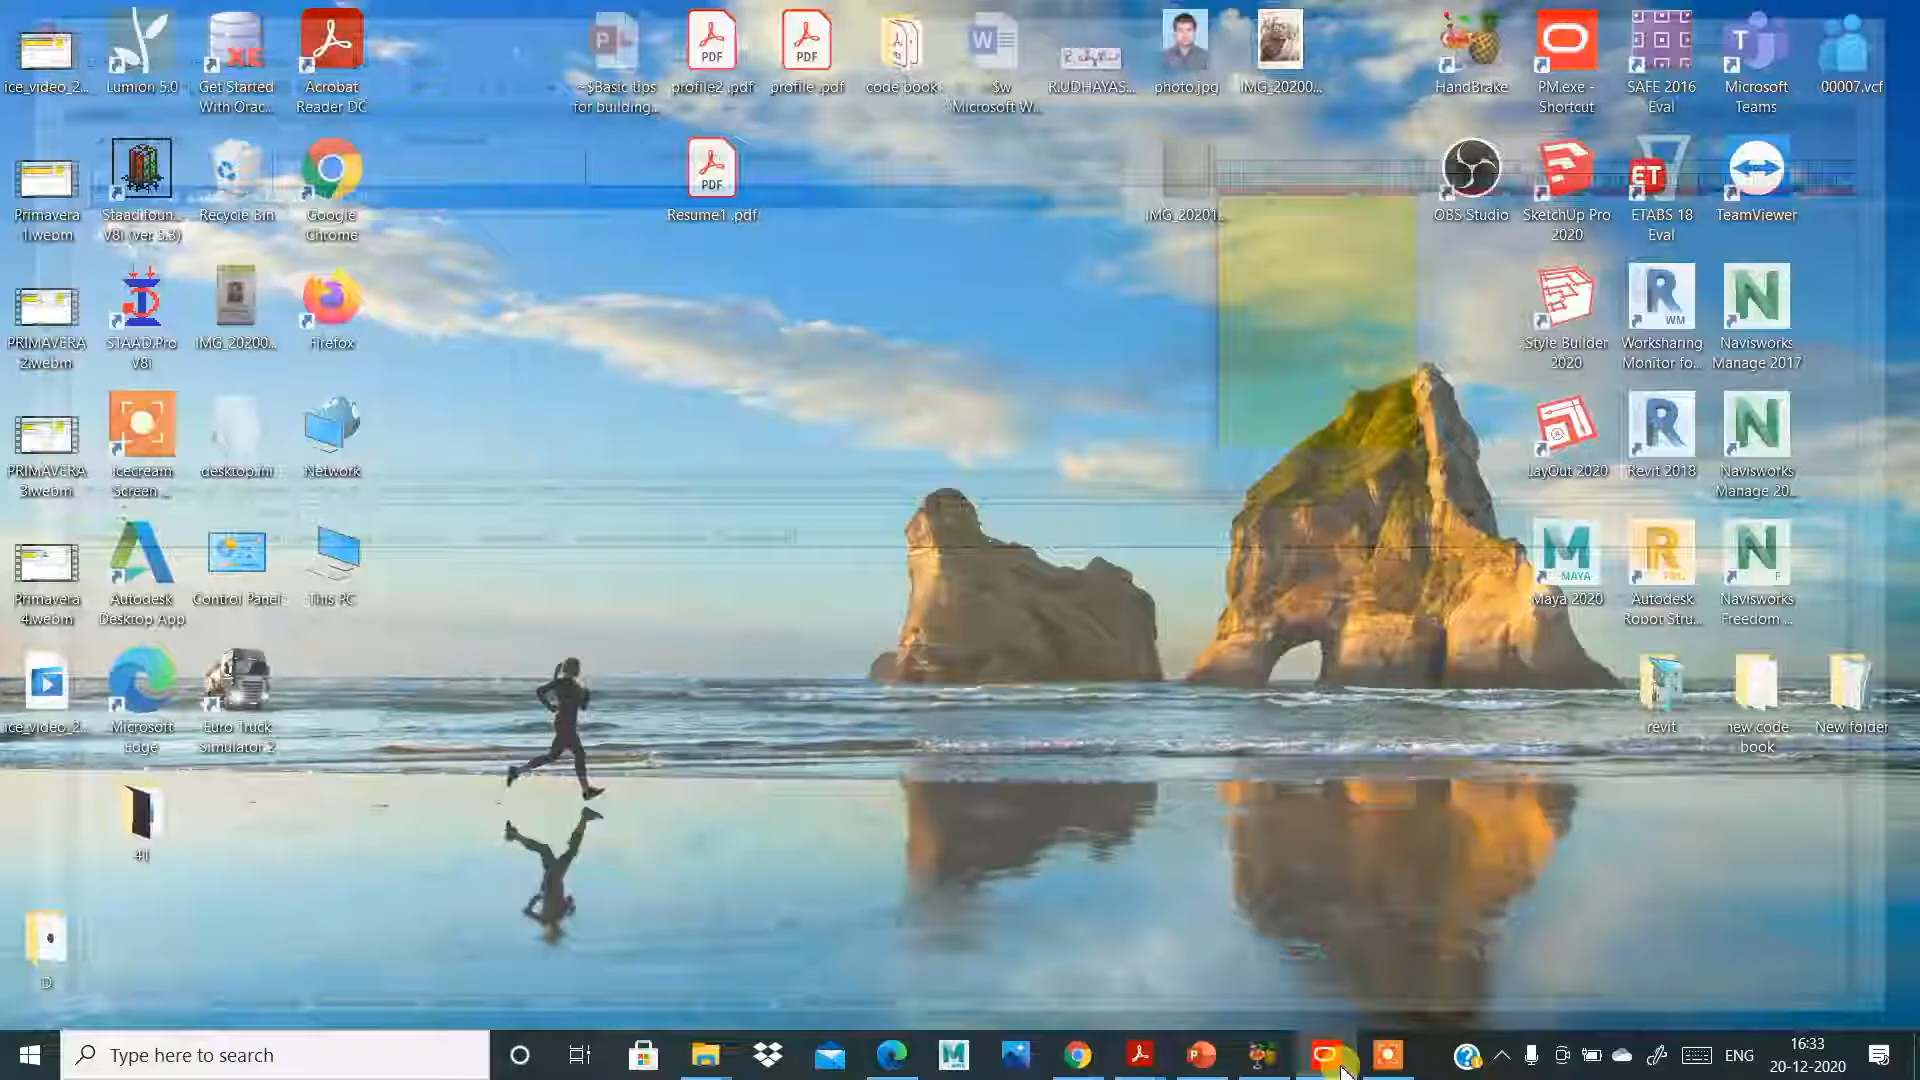 ice_video_2...
Lumion 5.0
Get Started
With Orac...
Acrobat
Reader DC
~$Basic tips
for building...
profile2 .pdf
profile .pdf
code book
$w
Microsoft W...
R.UDHAYAS...
photo.jpg
IMG_20200...
HandBrake
PM.exe -
Shortcut
SAFE 2016
Eval
Microsoft
Teams
00007.vcf
Primavera
1.webm
Staadfoun...
V8i (ver 5.3)
Recycle Bin
Google
Chrome
Resume1 .pdf
IMG_20201...
OBS Studio
SketchUp Pro
2020
ETABS 18
Eval
TeamViewer
PRIMAVERA
2.webm
STAAD.Pro
V8i
IMG_20200...
Firefox
Style Builder
2020
Worksharing
Monitor fo...
Navisworks
Manage 2017
PRIMAVERA
3.webm
Icecream
Screen ...
desktop.ini
Network
LayOut 2020
Revit 2018
Navisworks
Manage 20...
Primavera
4.webm
Autodesk
Desktop App
Control Panel
This PC
Maya 2020
Autodesk
Robot Stru...
Navisworks
Freedom ...
ice_video_2...
Microsoft
Edge
Euro Truck
Simulator 2
revit
new code
book
New folder
41
D
Type here to search
ENG
16:33
20-12-2020